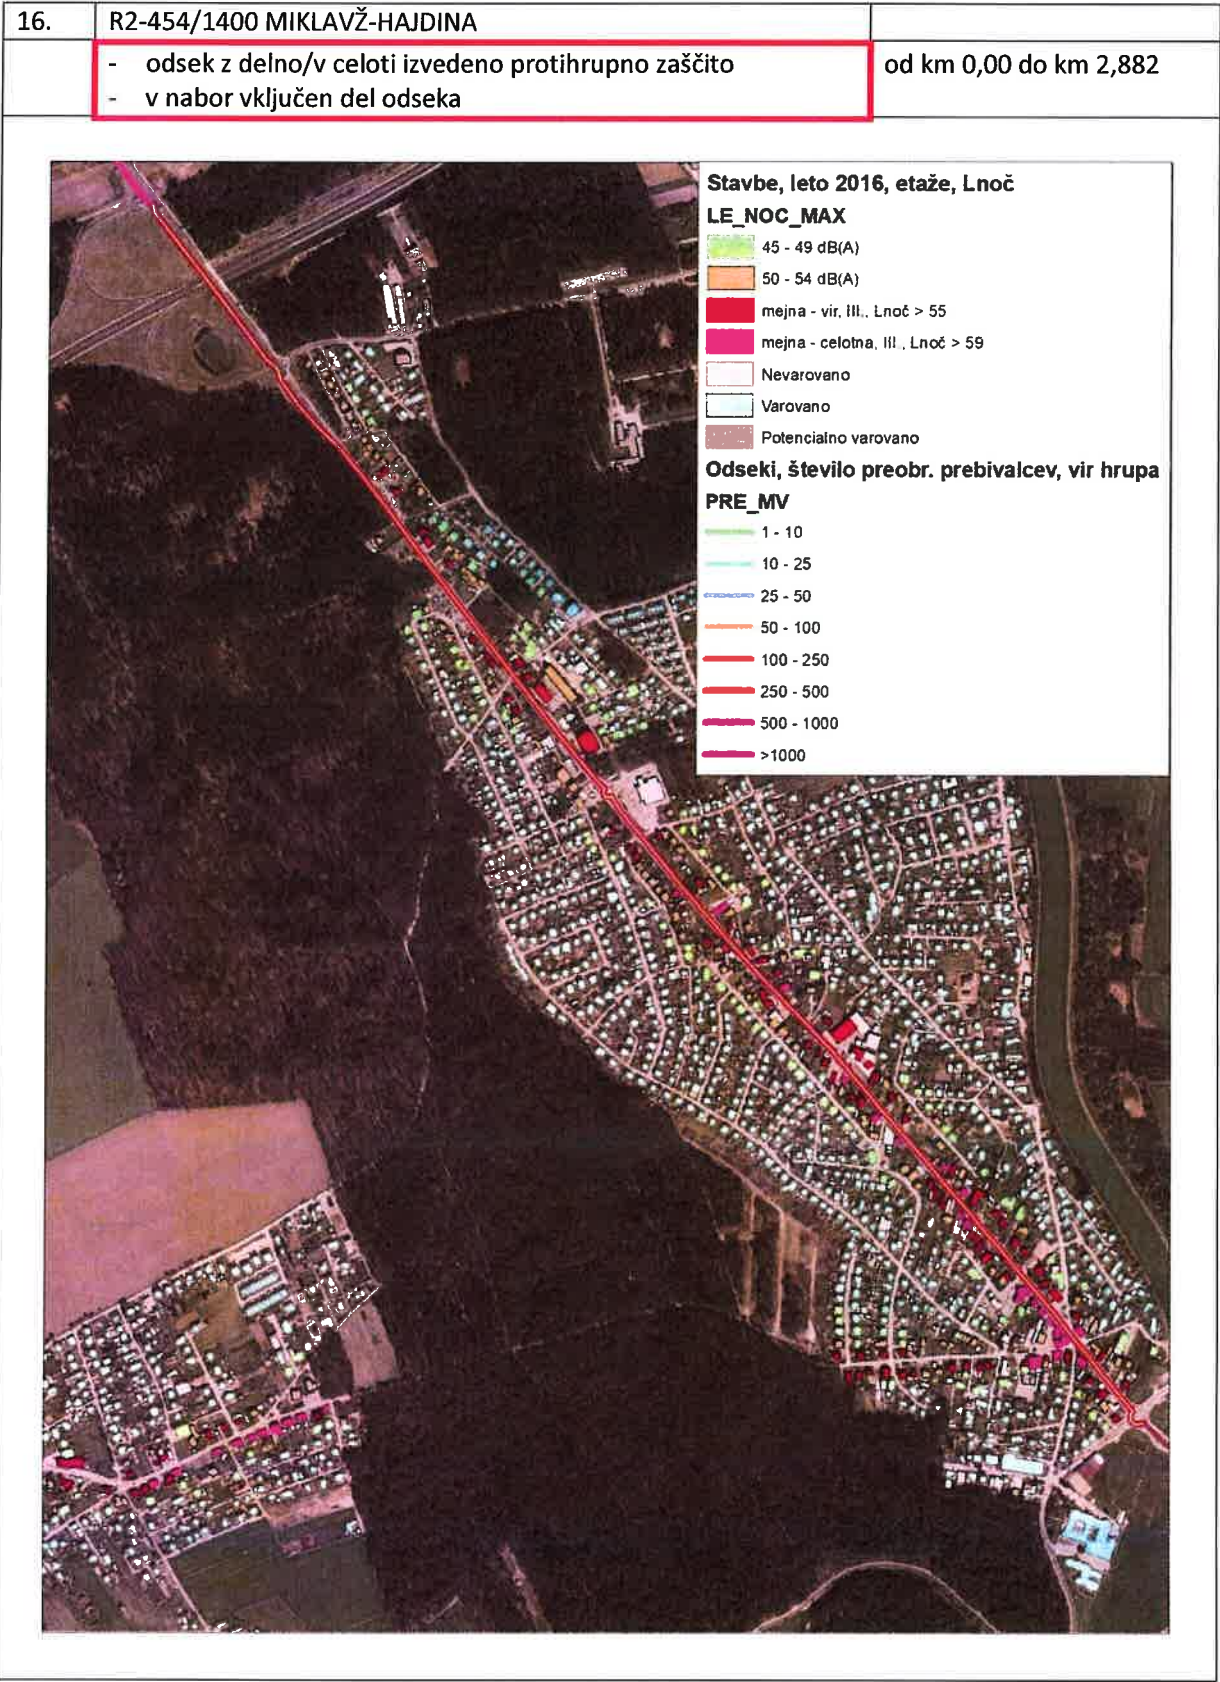 16. R2-454/1400 MIKLAVŽ-HAJDINA
- odsek z delno/v celoti izvedeno protihrupno zaščito od km 0,00 do km 2,882
- v nabor vključen del odseka
Stavbe, leto 2016, etaže, Lnoč
LE_NOC_MAX
45 - 49 dB(A)
50 - 54 dB(A)
mejna - vir, III., Lnoč > 55
mejna - celotna, III., Lnoč > 59
Nevarovano
Varovano
Potencialno varovano
Odseki, število preobr. prebivalcev, vir hrupa
PRE_MV
1 - 10
10 - 25
25 - 50
50 - 100
100 - 250
250 - 500
500 - 1000
>1000